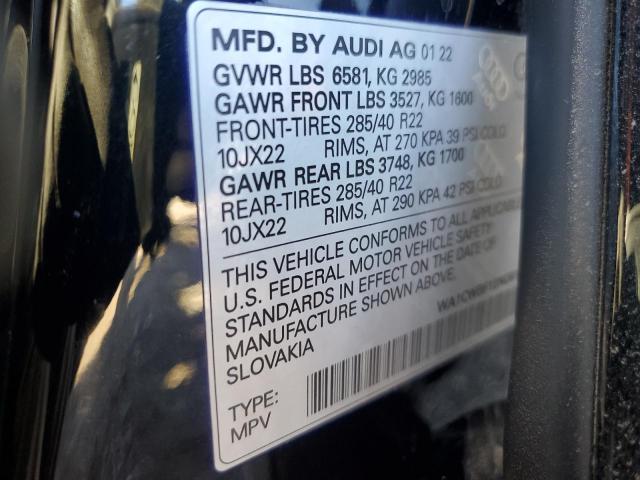 MFD. BY AUDI AG 01 22
GVWR LBS 6581, KG 2985
GAWR FRONT LBS 3527, KG 1600
FRONT-TIRES 285/40 R22
10JX22 RIMS, AT 270 KPA 39 PSI COLD
GAWR REAR LBS 3748, KG 1700
REAR-TIRES 285/40 R22
10JX22 RIMS, AT 290 KPA 42 PSI COLD
THIS VEHICLE CONFORMS TO ALL APPLICABLE
U.S. FEDERAL MOTOR VEHICLE SAFETY
STANDARDS IN EFFECT ON THE DATE OF
MANUFACTURE SHOWN ABOVE.
SLOVAKIA
TYPE:
MPV